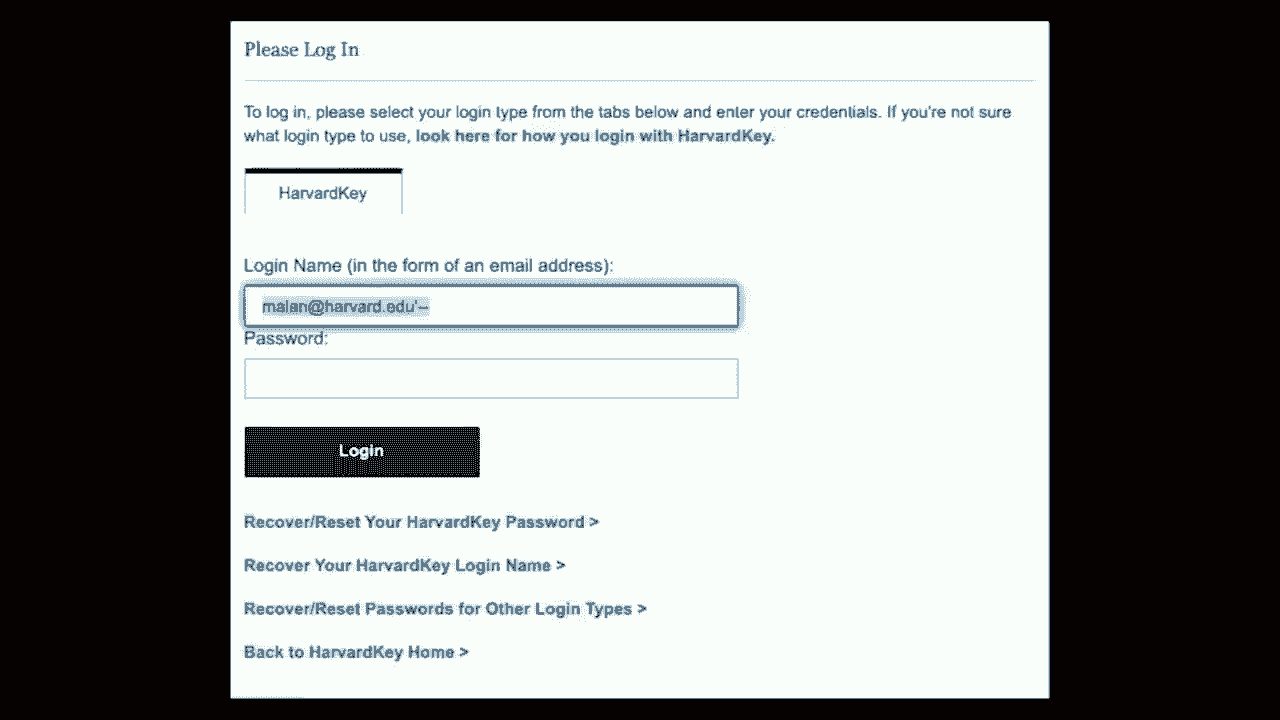 Please Log In
To log in, please select your login type from the tabs below and enter your credentials. If you're not sure
what login type to use, look here for how you login with HarvardKey.
HarvardKey
Login Name (in the form of an email address):
malan@harvard.edu'--
Password:
Login
Recover/Reset Your HarvardKey Password >
Recover Your HarvardKey Login Name >
Recover/Reset Passwords for Other Login Types >
Back to HarvardKey Home >